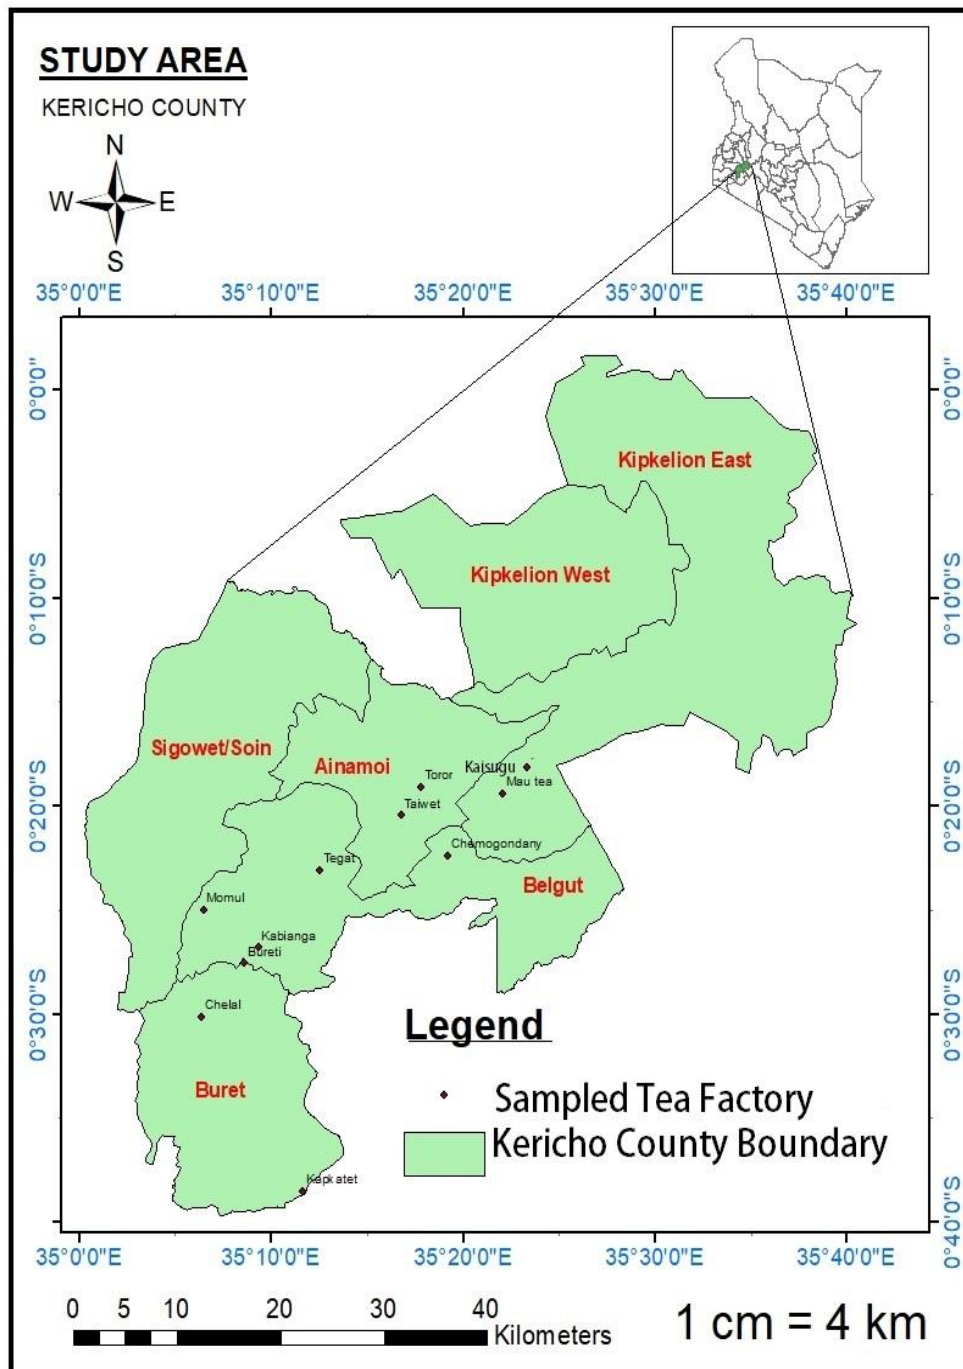 STUDY AREA
KERICHO COUNTY
N
W E
S
35°0'0"E 35°10'0"E 35°20'0"E 35°30'0"E 35°40'0"E
0°0'0" 0°0'0"
Kipkelion East
Kipkelion West
0°10'0"S 0°10'0"S
Sigowet/Soin
Ainamoi
Kaisugu
Toror
Mau tea
Taiwet
0°20'0"S 0°20'0"S
Chemogondany
Tegat
Belgut
Momul
Kabianga
Bureti
Chelal
0°30'0"S 0°30'0"S
Legend
Buret
Sampled Tea Factory
Kericho County Boundary
Kapkatet
0°40'0"S
35°0'0"E 35°10'0"E 35°20'0"E 35°30'0"E 35°40'0"E
0 5 10 20 30 40
Kilometers
1 cm = 4 km